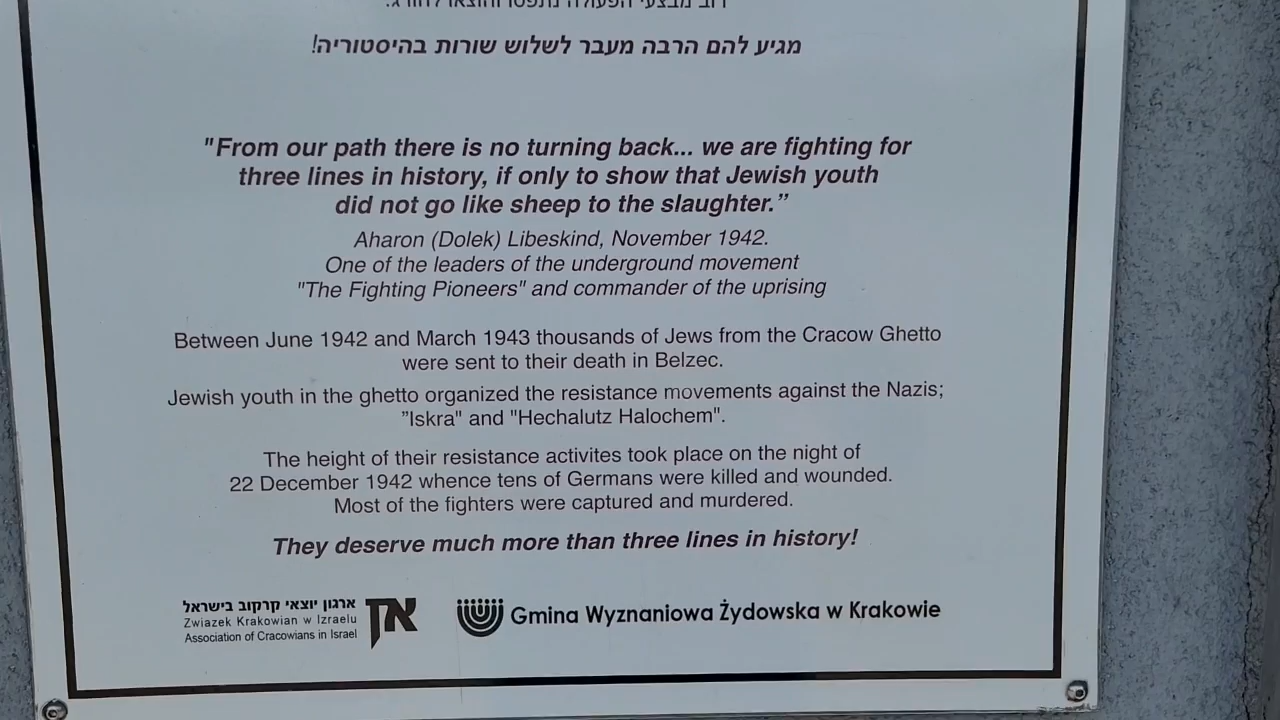 מגיע להם הרבה מעבר לשלוש שורות בהיסטוריה!
"From our path there is no turning back... we are fighting for
three lines in history, if only to show that Jewish youth
did not go like sheep to the slaughter.”
Aharon (Dolek) Libeskind, November 1942.
One of the leaders of the underground movement
"The Fighting Pioneers" and commander of the uprising
Between June 1942 and March 1943 thousands of Jews from the Cracow Ghetto
were sent to their death in Belzec.
Jewish youth in the ghetto organized the resistance movements against the Nazis;
”Iskra" and "Hechalutz Halochem".
The height of their resistance activites took place on the night of
22 December 1942 whence tens of Germans were killed and wounded.
Most of the fighters were captured and murdered.
They deserve much more than three lines in history!
ארגון יוצאי קרקוב בישראל
Zwiazek Krakowian w Izraelu
Association of Cracowians in Israel
Gmina Wyznaniowa Żydowska w Krakowie